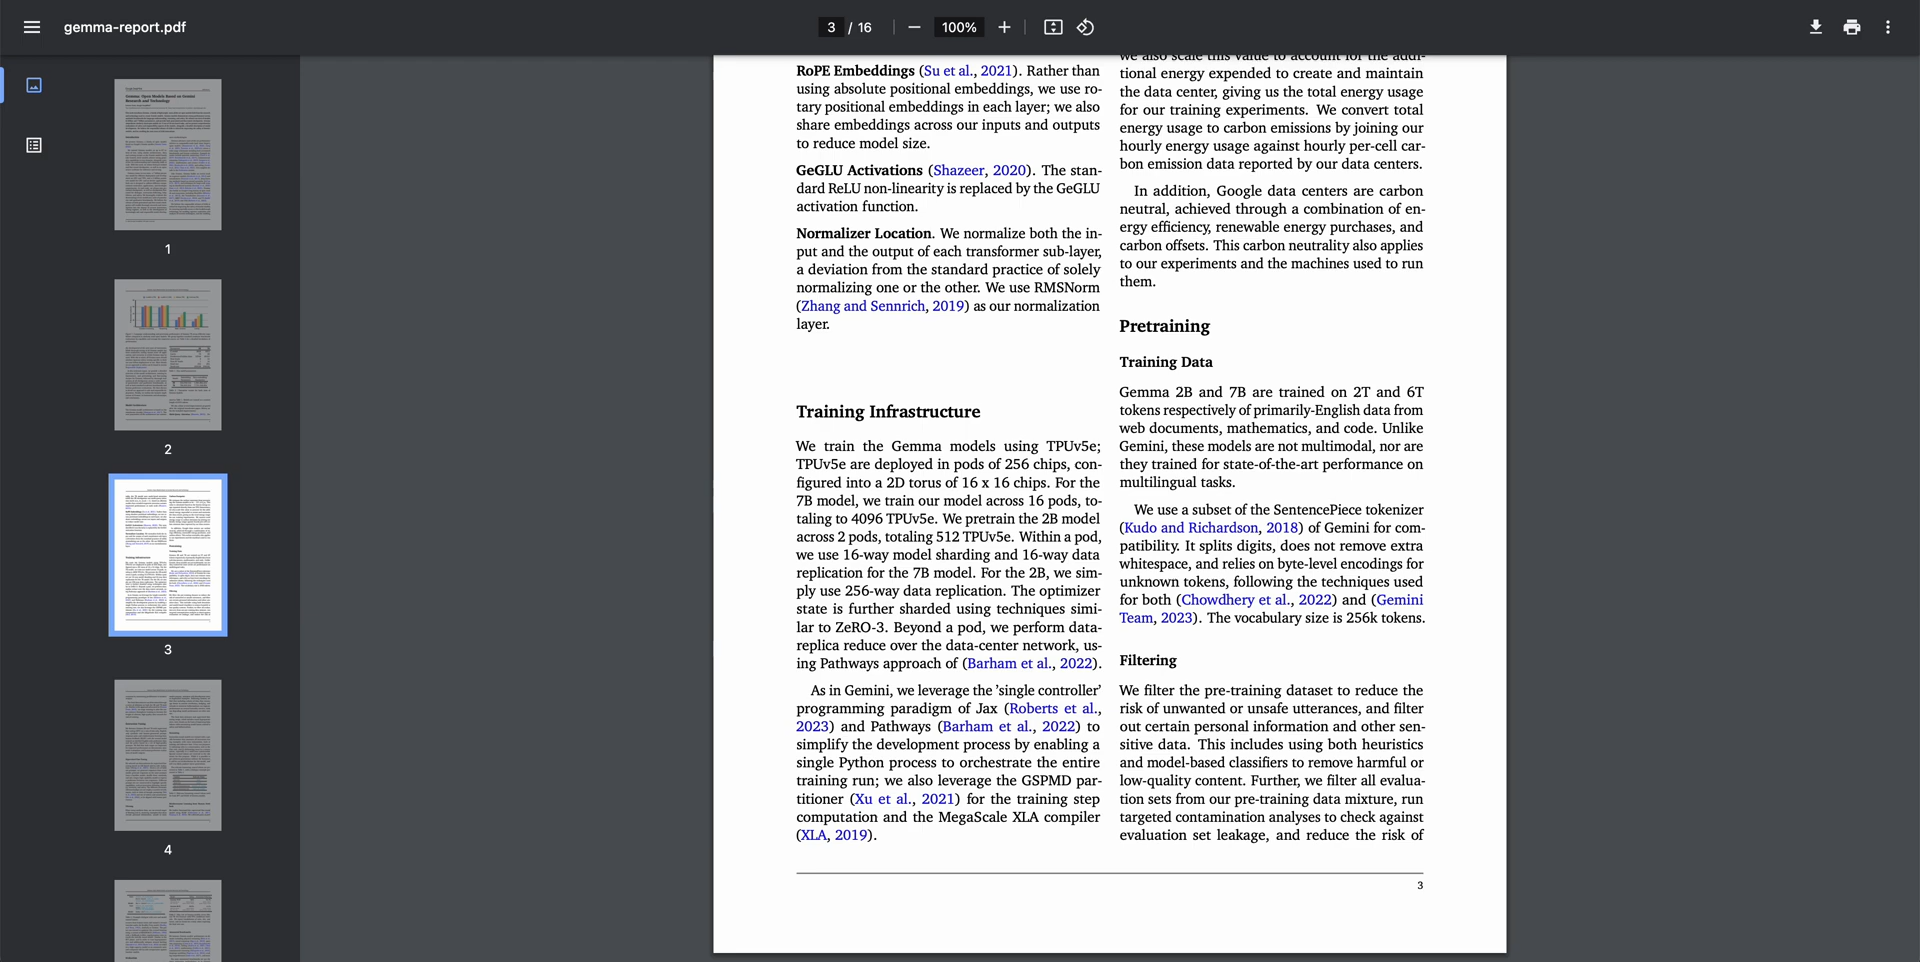 gemma-report.pdf
3 / 16
100%
1
2
3
4
RoPE Embeddings (Su et al., 2021). Rather than
using absolute positional embeddings, we use ro-
tary positional embeddings in each layer; we also
share embeddings across our inputs and outputs
to reduce model size.
GeGLU Activations (Shazeer, 2020). The stan-
dard ReLU non-linearity is replaced by the GeGLU
activation function.
Normalizer Location. We normalize both the in-
put and the output of each transformer sub-layer,
a deviation from the standard practice of solely
normalizing one or the other. We use RMSNorm
(Zhang and Sennrich, 2019) as our normalization
layer.
Training Infrastructure
We train the Gemma models using TPUv5e;
TPUv5e are deployed in pods of 256 chips, con-
figured into a 2D torus of 16 x 16 chips. For the
7B model, we train our model across 16 pods, to-
taling to 4096 TPUv5e. We pretrain the 2B model
across 2 pods, totaling 512 TPUv5e. Within a pod,
we use 16-way model sharding and 16-way data
replication for the 7B model. For the 2B, we sim-
ply use 256-way data replication. The optimizer
state is further sharded using techniques simi-
lar to ZeRO-3. Beyond a pod, we perform data-
replica reduce over the data-center network, us-
ing Pathways approach of (Barham et al., 2022).
As in Gemini, we leverage the 'single controller'
programming paradigm of Jax (Roberts et al.,
2023) and Pathways (Barham et al., 2022) to
simplify the development process by enabling a
single Python process to orchestrate the entire
training run; we also leverage the GSPMD par-
titioner (Xu et al., 2021) for the training step
computation and the MegaScale XLA compiler
(XLA, 2019).
we also scale this value to account for the addi-
tional energy expended to create and maintain
the data center, giving us the total energy usage
for our training experiments. We convert total
energy usage to carbon emissions by joining our
hourly energy usage against hourly per-cell car-
bon emission data reported by our data centers.
In addition, Google data centers are carbon
neutral, achieved through a combination of en-
ergy efficiency, renewable energy purchases, and
carbon offsets. This carbon neutrality also applies
to our experiments and the machines used to run
them.
Pretraining
Training Data
Gemma 2B and 7B are trained on 2T and 6T
tokens respectively of primarily-English data from
web documents, mathematics, and code. Unlike
Gemini, these models are not multimodal, nor are
they trained for state-of-the-art performance on
multilingual tasks.
We use a subset of the SentencePiece tokenizer
(Kudo and Richardson, 2018) of Gemini for com-
patibility. It splits digits, does not remove extra
whitespace, and relies on byte-level encodings for
unknown tokens, following the techniques used
for both (Chowdhery et al., 2022) and (Gemini
Team, 2023). The vocabulary size is 256k tokens.
Filtering
We filter the pre-training dataset to reduce the
risk of unwanted or unsafe utterances, and filter
out certain personal information and other sen-
sitive data. This includes using both heuristics
and model-based classifiers to remove harmful or
low-quality content. Further, we filter all evalua-
tion sets from our pre-training data mixture, run
targeted contamination analyses to check against
evaluation set leakage, and reduce the risk of
3